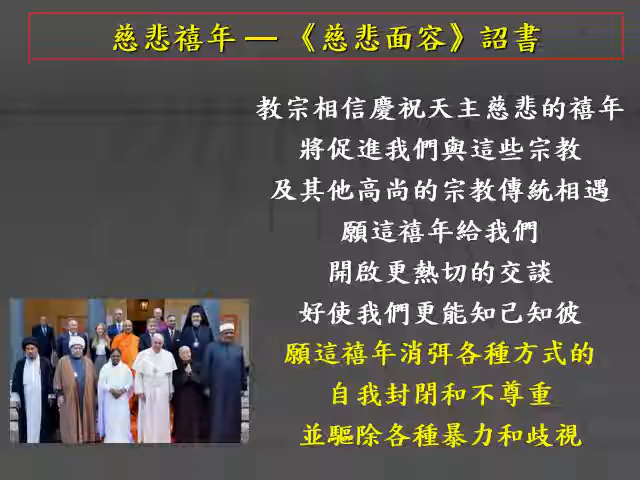 慈悲禧年 — 《慈悲面容》詔書
教宗相信慶祝天主慈悲的禧年
將促進我們與這些宗教
及其他高尚的宗教傳統相遇
願這禧年給我們
開啟更熱切的交談
好使我們更能知己知彼
願這禧年消弭各種方式的
自我封閉和不尊重
並驅除各種暴力和歧視